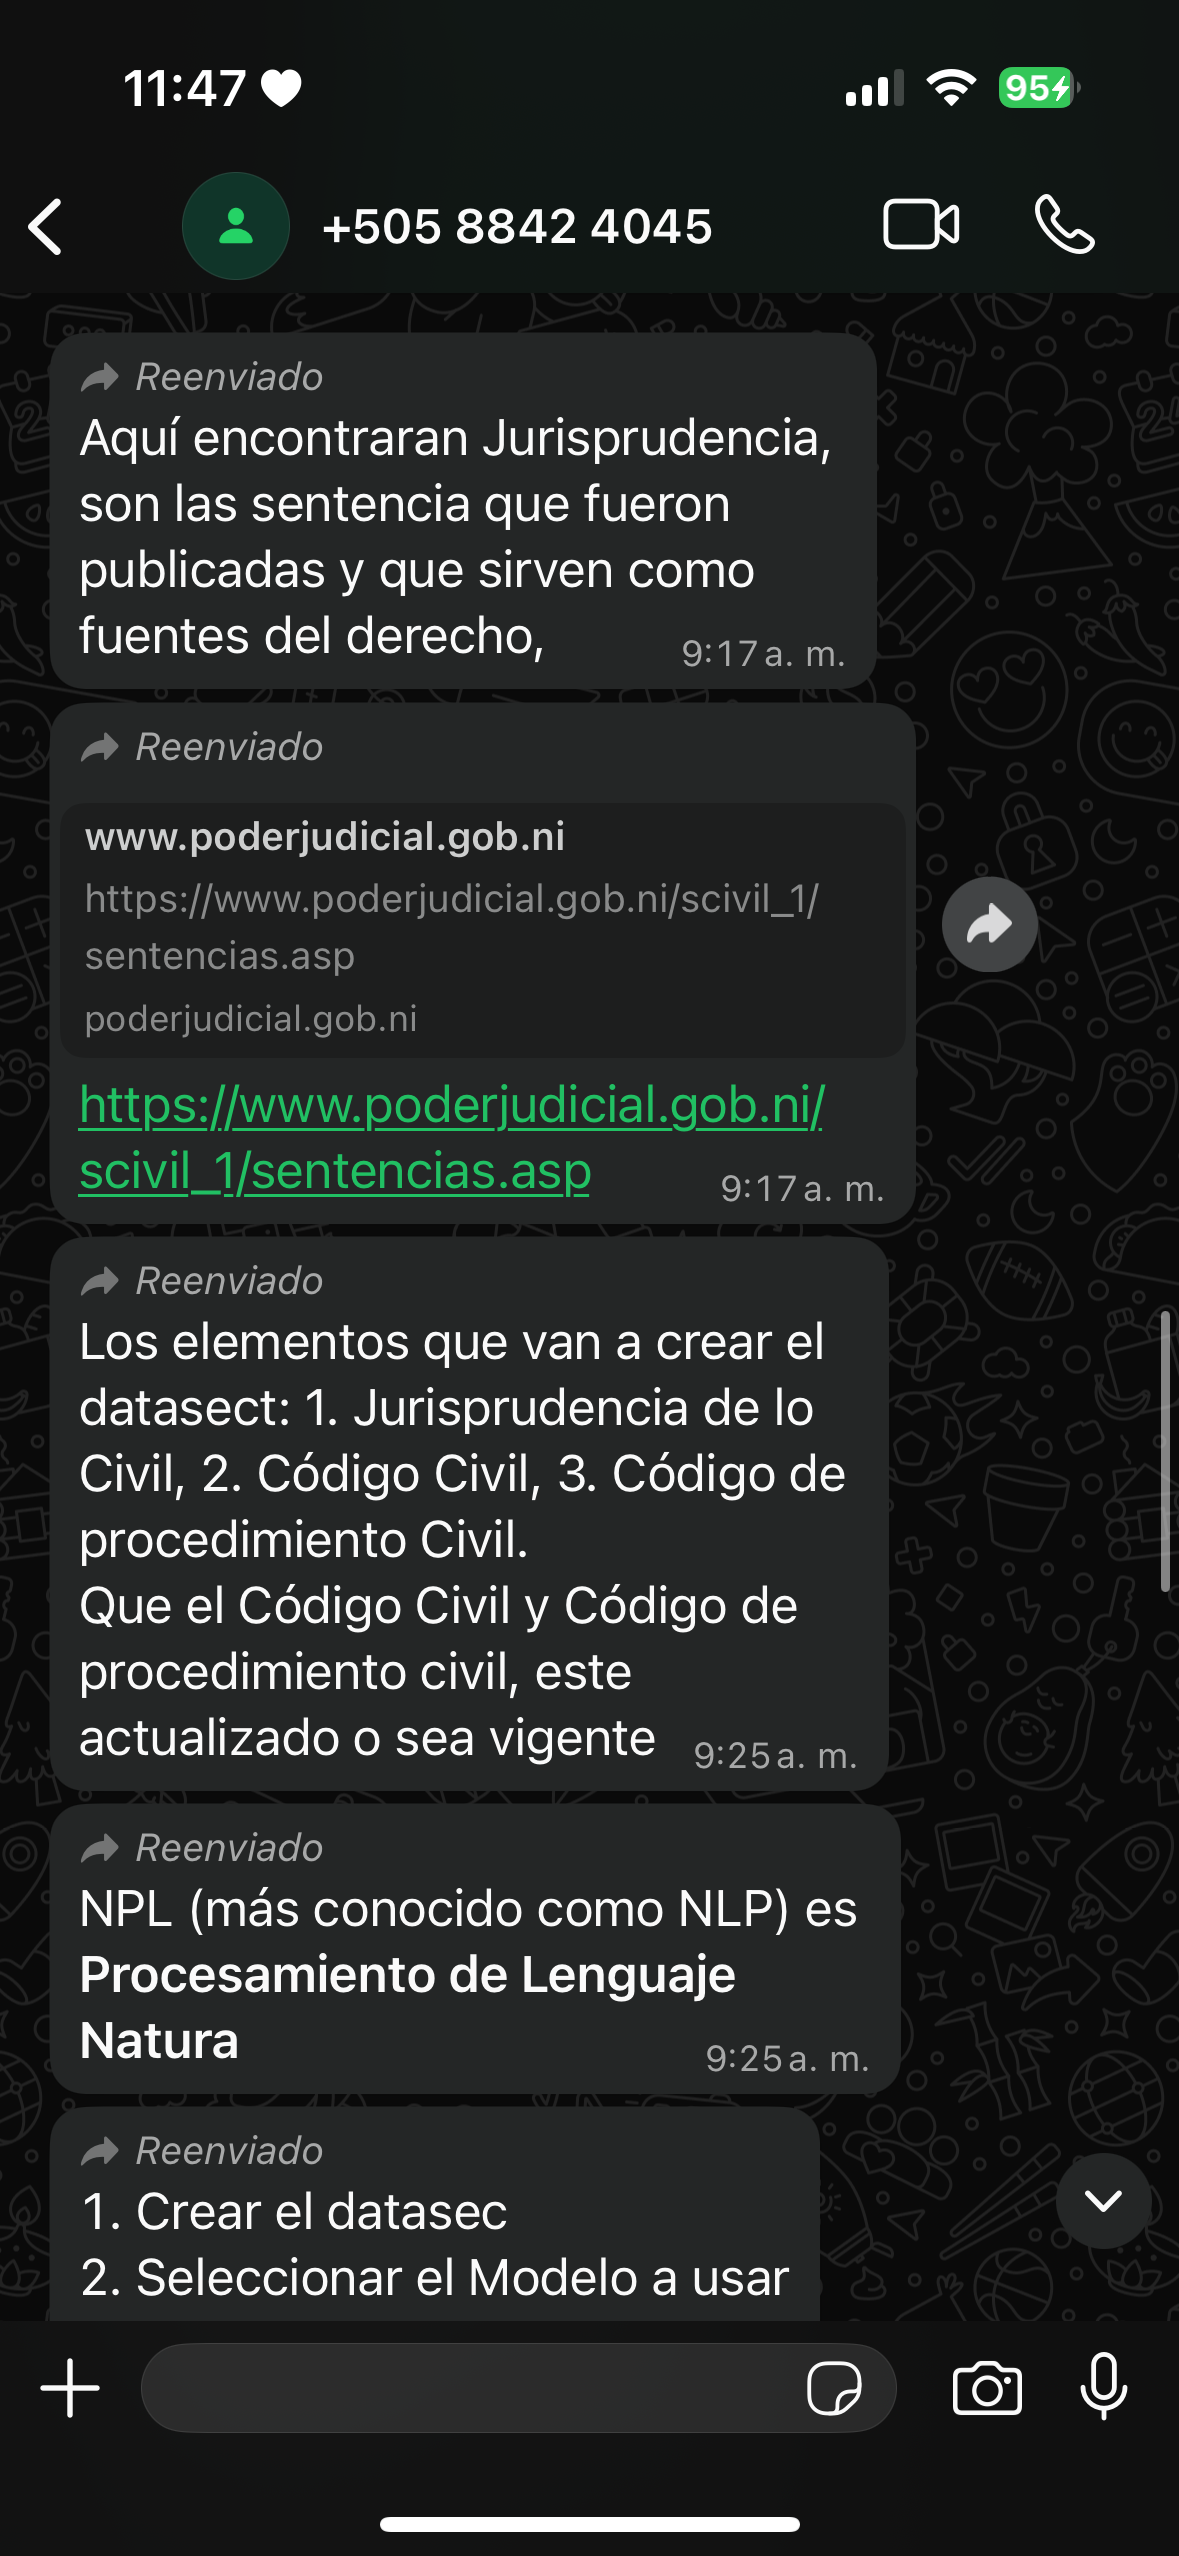 11:47
95
+505 8842 4045
Reenviado
Aquí encontraran Jurisprudencia,
son las sentencia que fueron
publicadas y que sirven como
fuentes del derecho,
9:17 a. m.
Reenviado
www.poderjudicial.gob.ni
https://www.poderjudicial.gob.ni/scivil_1/
sentencias.asp
poderjudicial.gob.ni
https://www.poderjudicial.gob.ni/
scivil_1/sentencias.asp
9:17 a. m.
Reenviado
Los elementos que van a crear el
datasect: 1. Jurisprudencia de lo
Civil, 2. Código Civil, 3. Código de
procedimiento Civil.
Que el Código Civil y Código de
procedimiento civil, este
actualizado o sea vigente
9:25 a. m.
Reenviado
NPL (más conocido como NLP) es
Procesamiento de Lenguaje
Natura
9:25 a. m.
Reenviado
1. Crear el datasec
2. Seleccionar el Modelo a usar